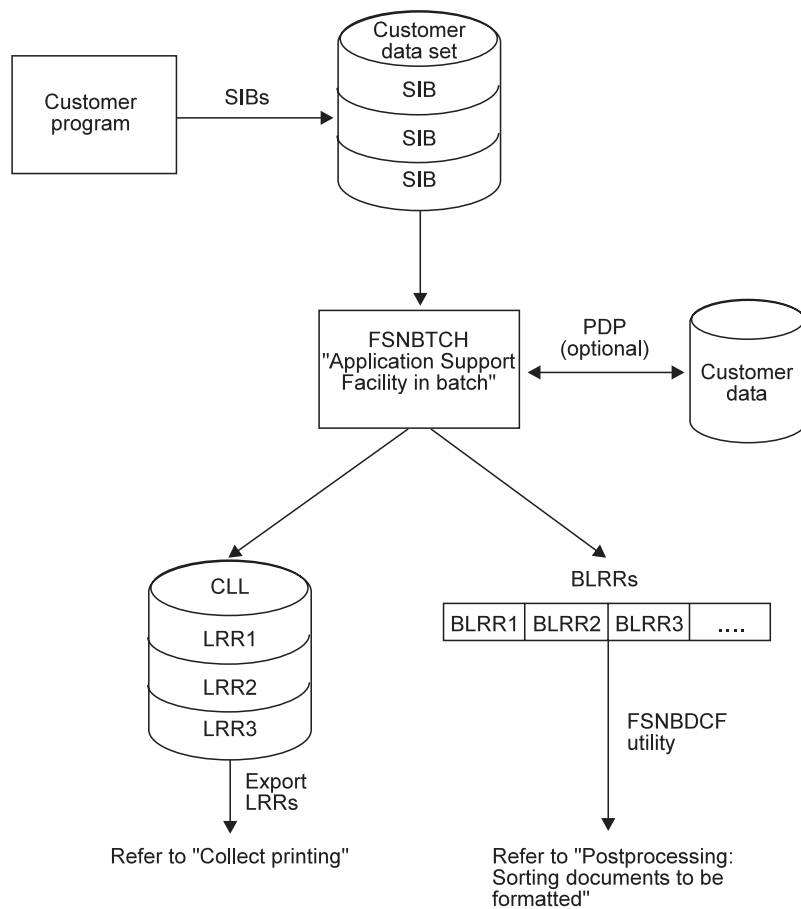 Customer
data set
SIB
SIB
SIB
Customer
program
SIBs
FSNBTCH
"Application Support
Facility in batch"
PDP
(optional)
Customer
data
CLL
LRR1
LRR2
LRR3
BLRRs
BLRR1 BLRR2 BLRR3 ....
Export
LRRs
FSNBDCF
utility
Refer to "Collect printing"
Refer to "Postprocessing:
Sorting documents to be
formatted"